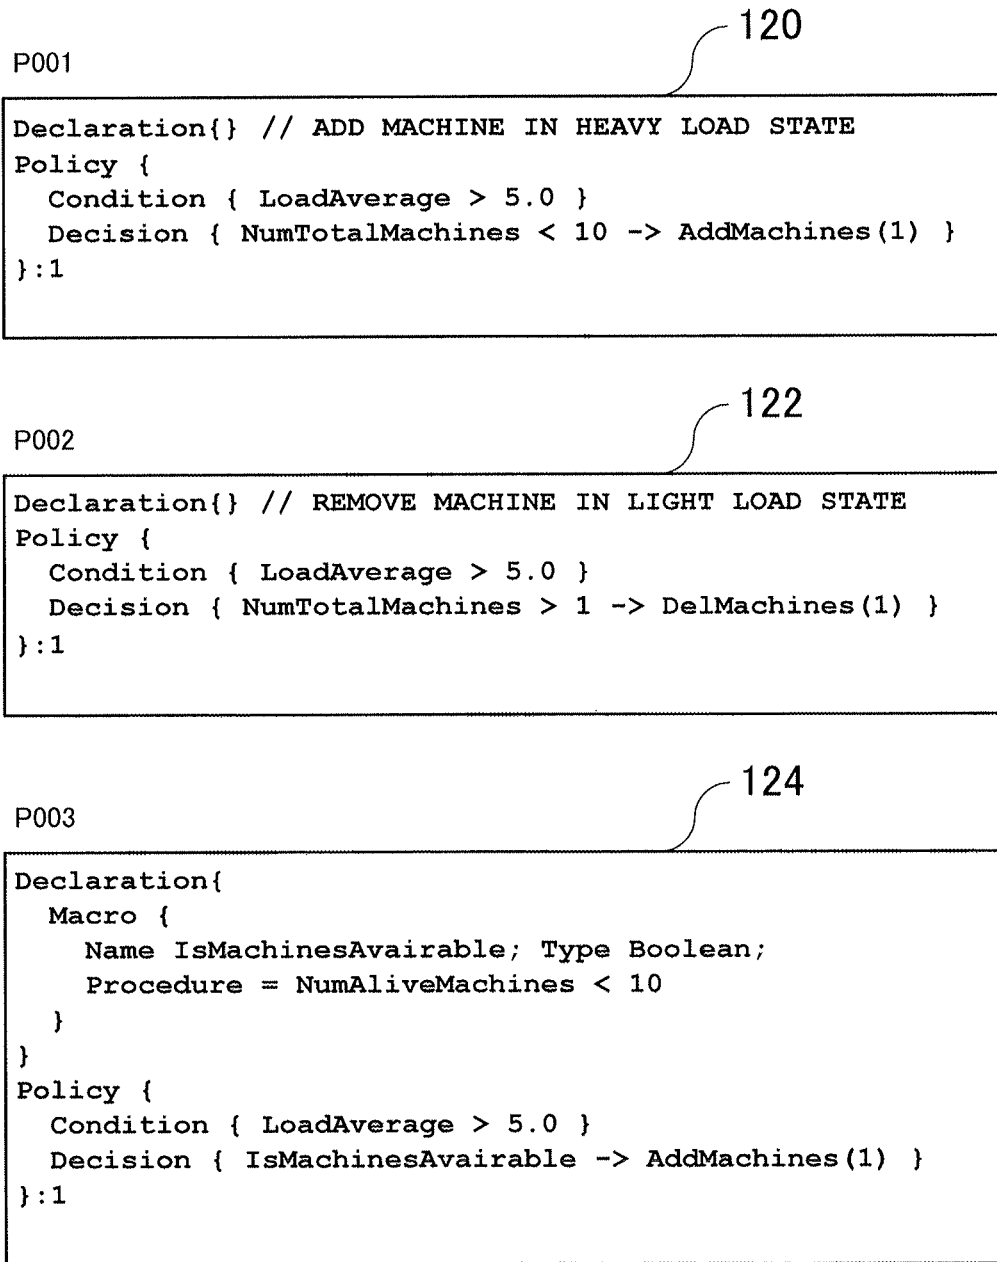 120
P001
Declaration{} // ADD MACHINE IN HEAVY LOAD STATE
Policy {
  Condition { LoadAverage > 5.0 }
  Decision { NumTotalMachines < 10 -> AddMachines(1) }
}:1
122
P002
Declaration{} // REMOVE MACHINE IN LIGHT LOAD STATE
Policy {
  Condition { LoadAverage > 5.0 }
  Decision { NumTotalMachines > 1 -> DelMachines(1) }
}:1
124
P003
Declaration{
  Macro {
    Name IsMachinesAvairable; Type Boolean;
    Procedure = NumAliveMachines < 10
  }
}
Policy {
  Condition { LoadAverage > 5.0 }
  Decision { IsMachinesAvairable -> AddMachines(1) }
}:1